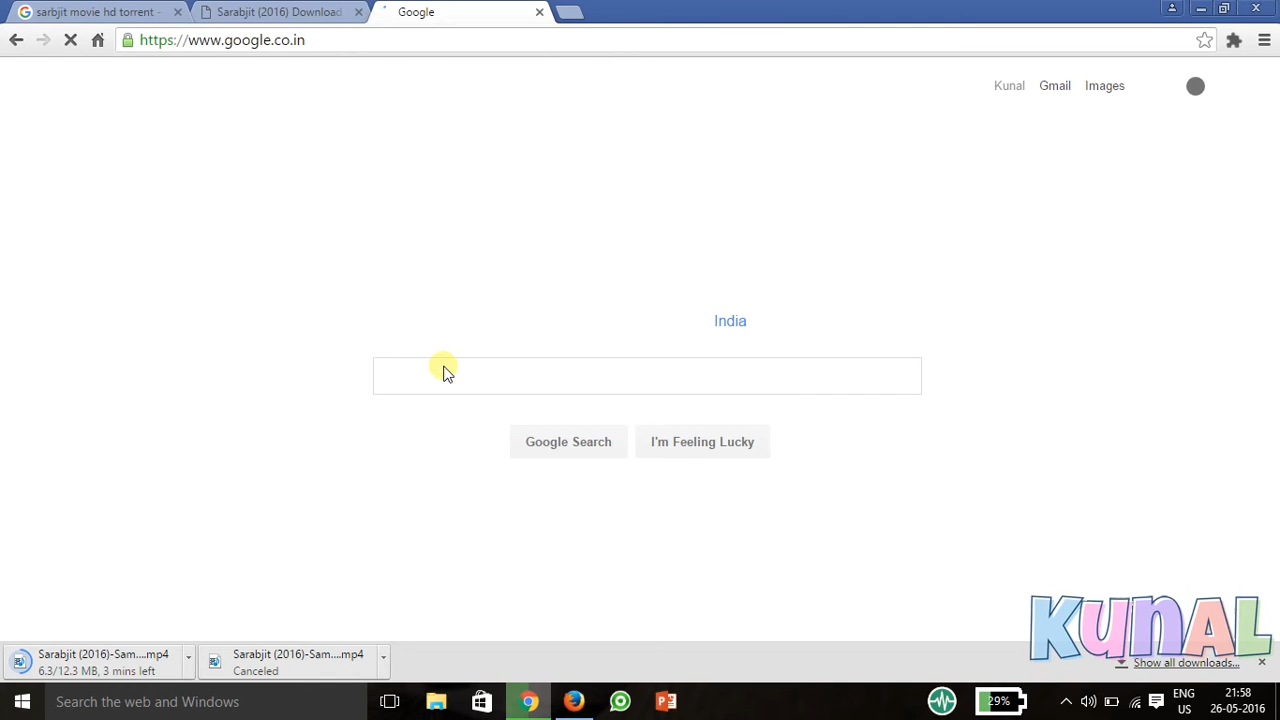 sarbjit movie hd torrent -
Sarabjit (2016) Download
Google
https://www.google.co.in
Kunal Gmail Images
India
Google Search I'm Feeling Lucky
KUNAL
Sarabjit (2016)-Sam....mp4
6.3/12.3 MB, 3 mins left
Sarabjit (2016)-Sam....mp4
Canceled
Show all downloads...
Search the web and Windows
29%
ENG
US
21:58
26-05-2016